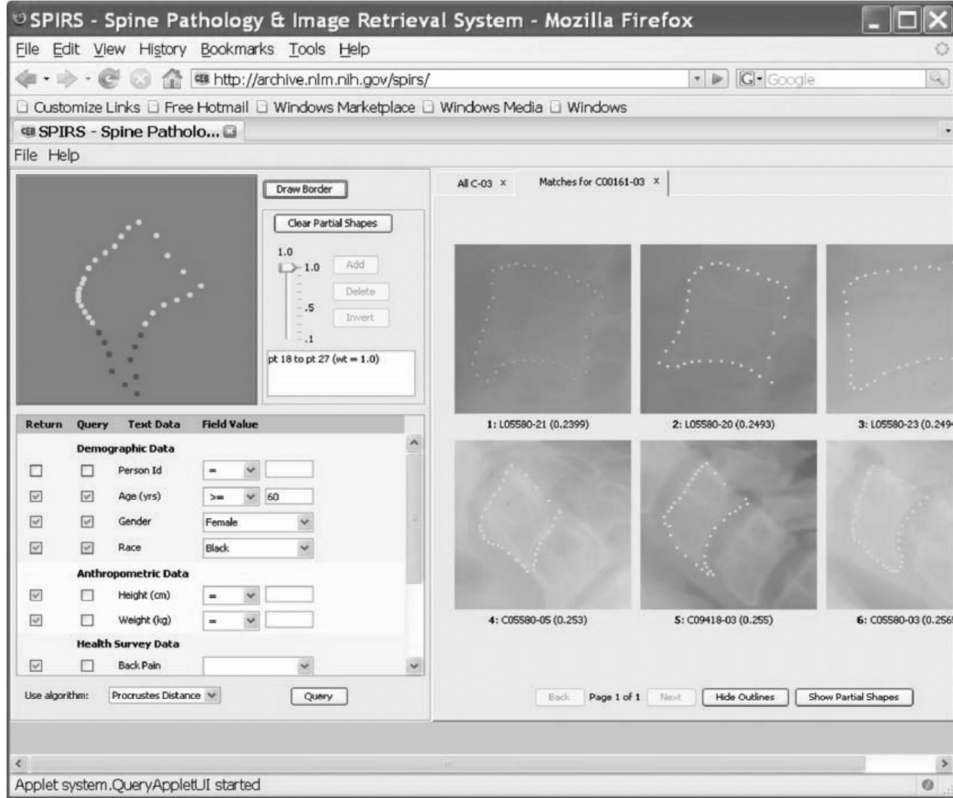 SPIRS - Spine Pathology & Image Retrieval System - Mozilla Firefox
File Edit View History Bookmarks Tools Help
http://archive.nlm.nih.gov/spirs/
G Google
Customize Links Free Hotmail Windows Marketplace Windows Media Windows
SPIRS - Spine Patholo...
File Help
Draw Border
Clear Partial Shapes
1.0
1.0
.5
.1
Add
Delete
Invert
pt 18 to pt 27 (wt = 1.0)
Return Query Text Data Field Value
Demographic Data
Person Id =
Age (yrs) >= 60
Gender Female
Race Black
Anthropometric Data
Height (cm) =
Weight (kg) =
Health Survey Data
Back Pain
Use algorithm: Procrustes Distance Query
All C-03 x Matches for C00161-03 x
1: L05580-21 (0.2399) 2: L05580-20 (0.2493) 3: L05580-23 (0.249
4: C05580-05 (0.253) 5: C09418-03 (0.255) 6: C05580-03 (0.256
Back Page 1 of 1 Next Hide Outlines Show Partial Shapes
Applet system.QueryAppletUI started